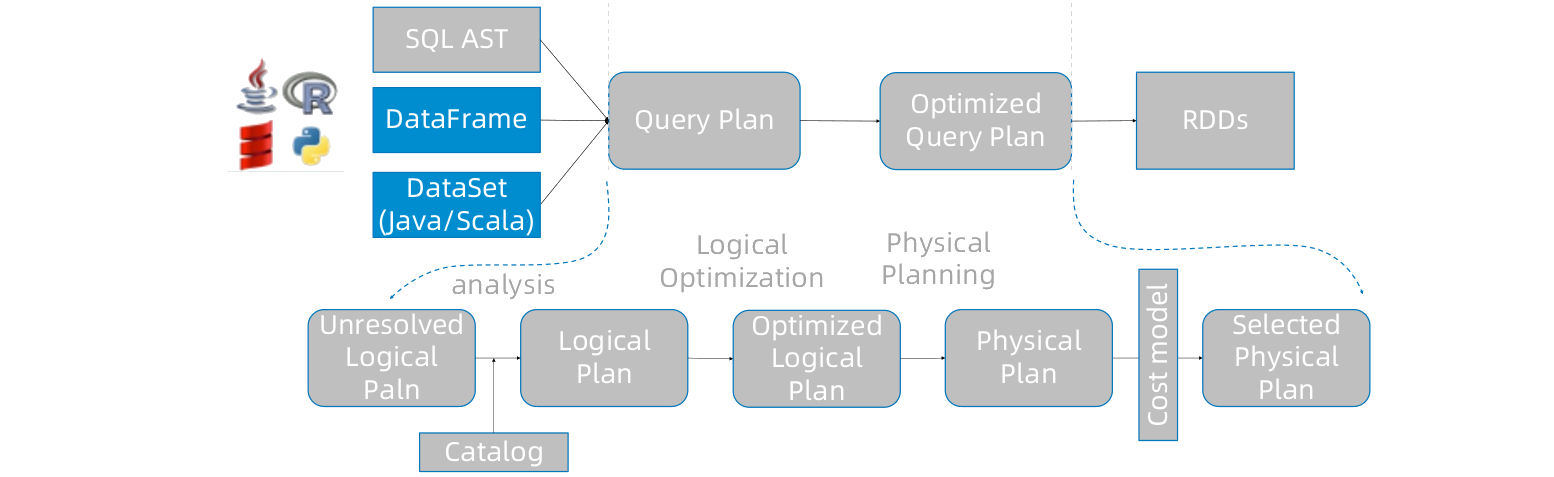 SQL AST
DataFrame
DataSet
(Java/Scala)
R
Query Plan
Optimized
Query Plan
RDDs
analysis
Logical
Optimization
Physical
Planning
Unresolved
Logical
Paln
Logical
Plan
Optimized
Logical
Plan
Physical
Plan
Cost model
Selected
Physical
Plan
Catalog